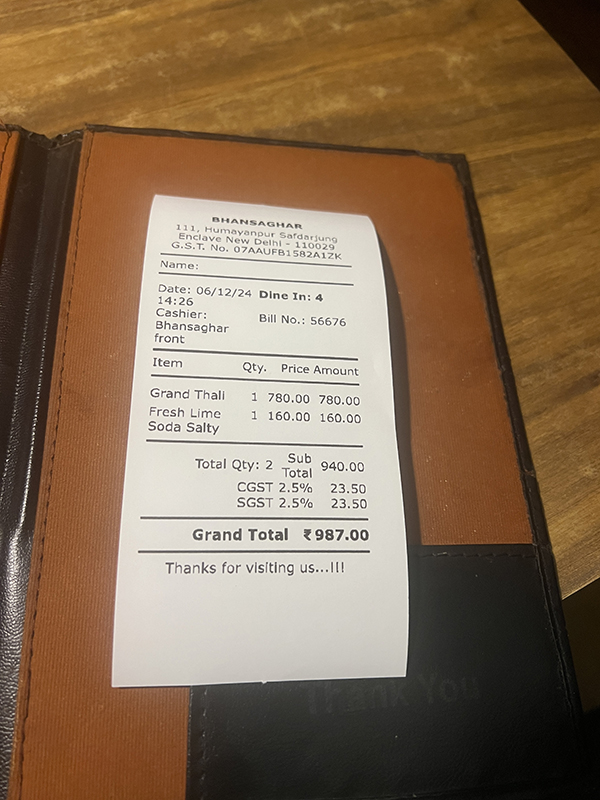 BHANSAGHAR
111, Humayanpur Safdarjung
Enclave New Delhi - 110029
G.S.T. No. 07AAUFB1582A1ZK
Name:
Date: 06/12/24 Dine In: 4
14:26
Cashier: Bill No.: 56676
Bhansaghar
front
Item Qty. Price Amount
Grand Thali 1 780.00 780.00
Fresh Lime 1 160.00 160.00
Soda Salty
Total Qty: 2 Sub Total 940.00
CGST 2.5% 23.50
SGST 2.5% 23.50
Grand Total ₹987.00
Thanks for visiting us...!!!
Thank You